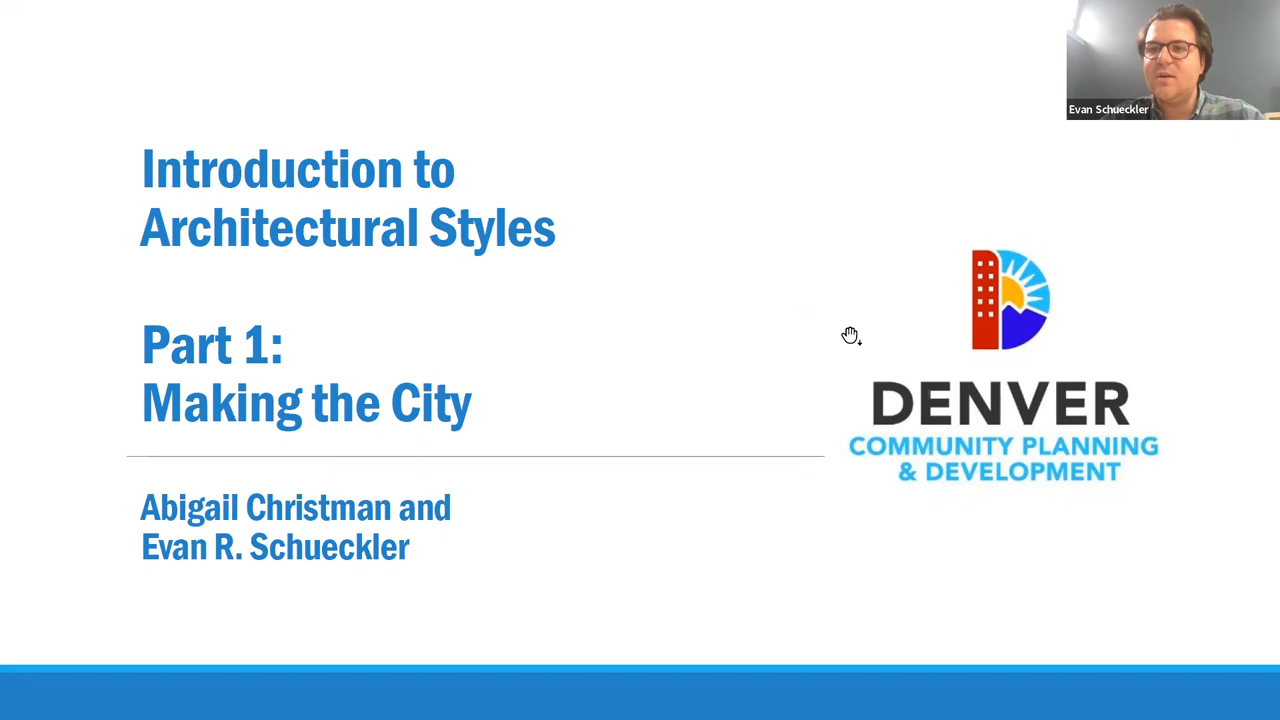 Evan Schueckler
Introduction to
Architectural Styles
Part 1:
Making the City
Abigail Christman and
Evan R. Schueckler
DENVER
COMMUNITY PLANNING
& DEVELOPMENT